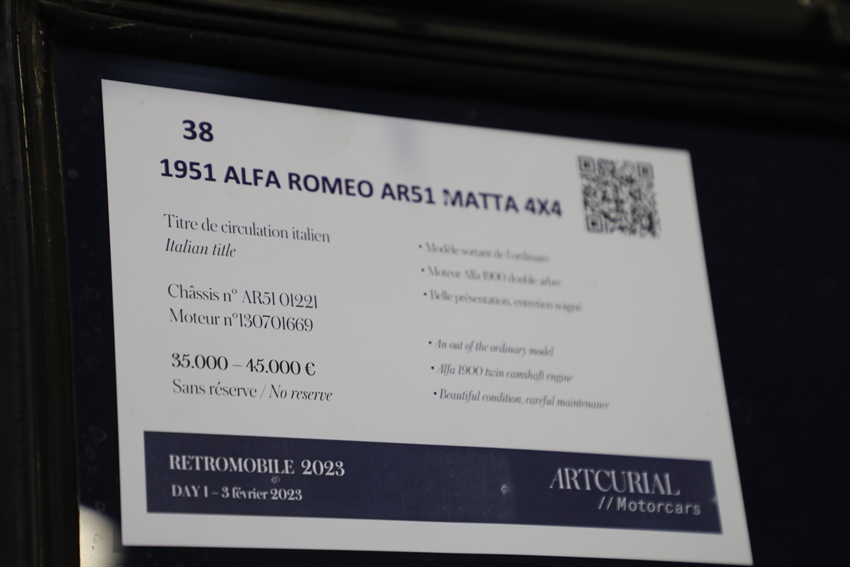 38
1951 ALFA ROMEO AR51 MATTA 4X4
Titre de circulation italien
Italian title
Châssis n° AR51 01221
Moteur n°130701669
35.000 – 45.000 €
Sans réserve / No reserve
• Modèle sortant de l'ordinaire
• Moteur Alfa 1900 double arbre
• Belle présentation, entretien soigné
• An out of the ordinary model
• Alfa 1900 twin camshaft engine
• Beautiful condition, careful maintenance
RETROMOBILE 2023
DAY 1 – 3 février 2023
ARTCURIAL
//Motorcars